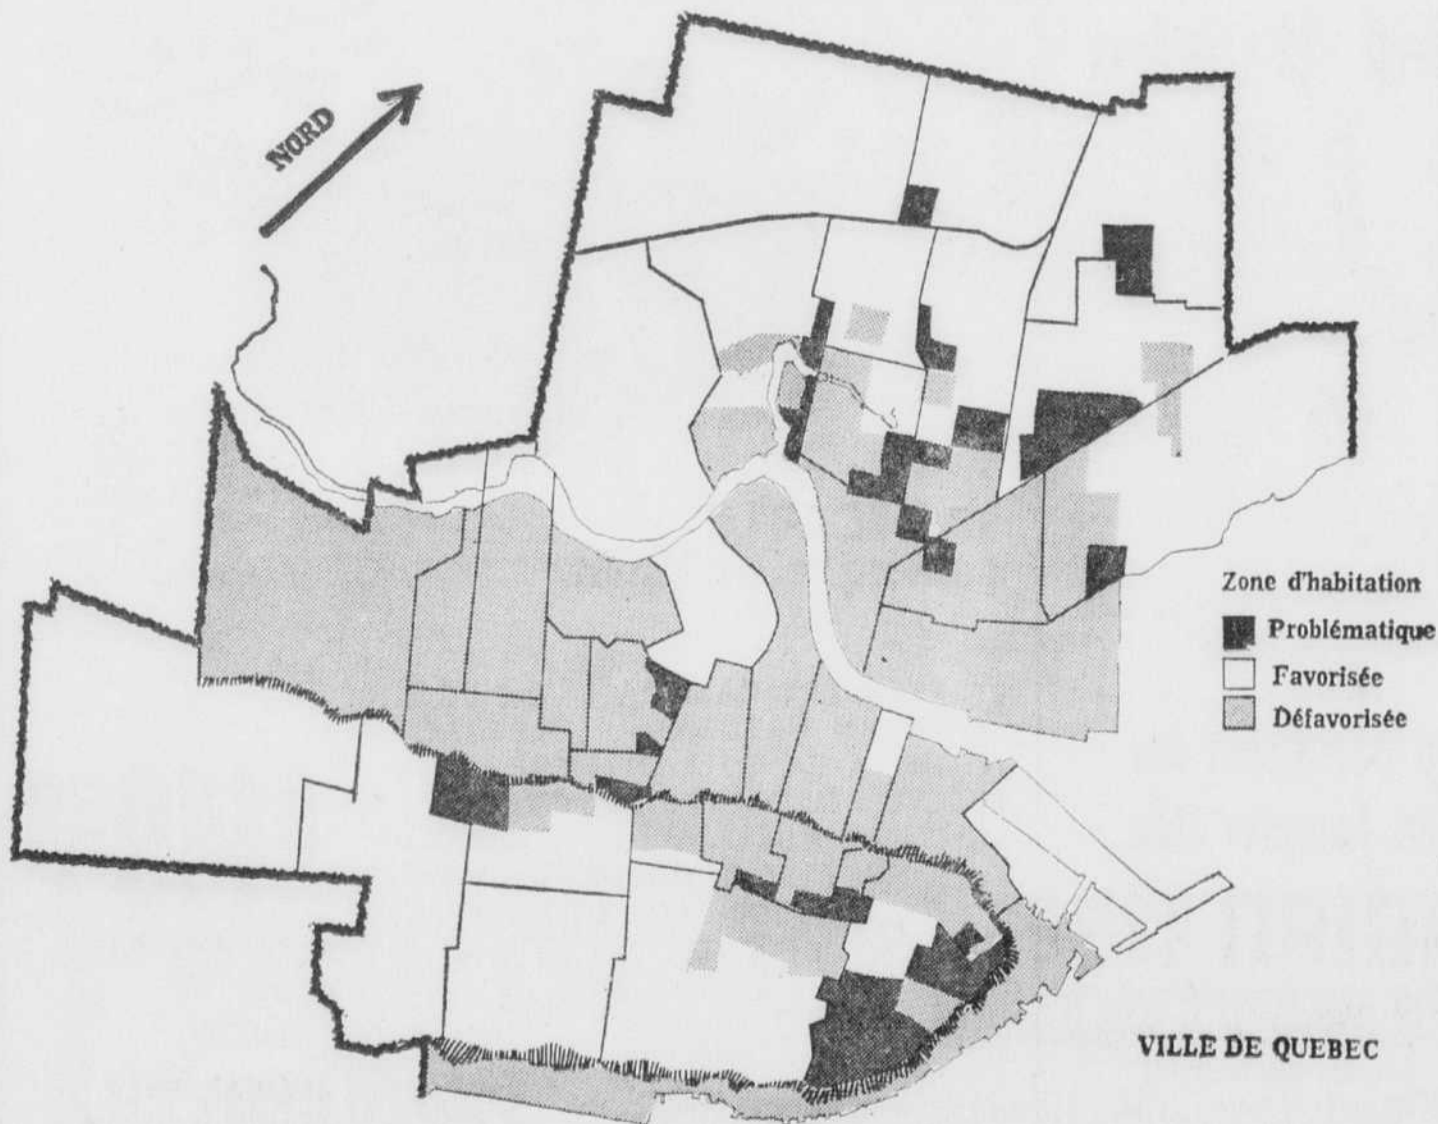 NORD
Zone d'habitation
Problématique
Favorisée
Défavorisée
VILLE DE QUEBEC